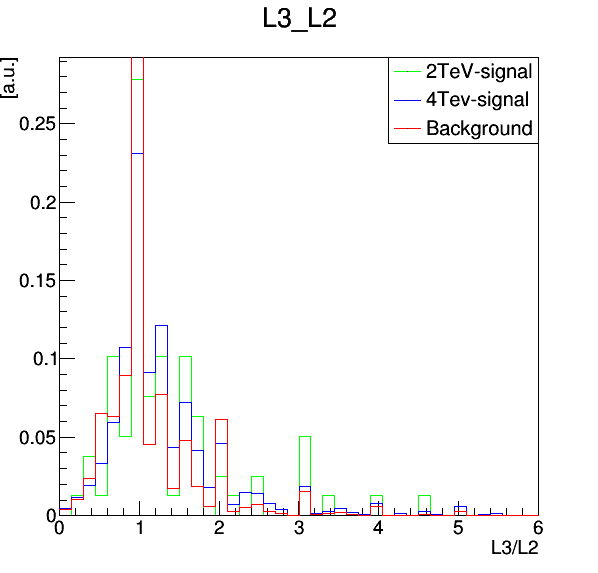 L3_L2
[a.u.]
2TeV-signal
4Tev-signal
Background
0.25
0.2
0.15
0.1
0.05
0
0 1 2 3 4 5 6
L3/L2